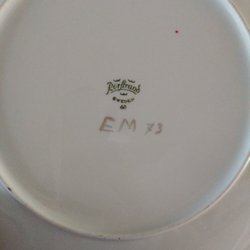 Rörstrand
SWEDEN
EM 73